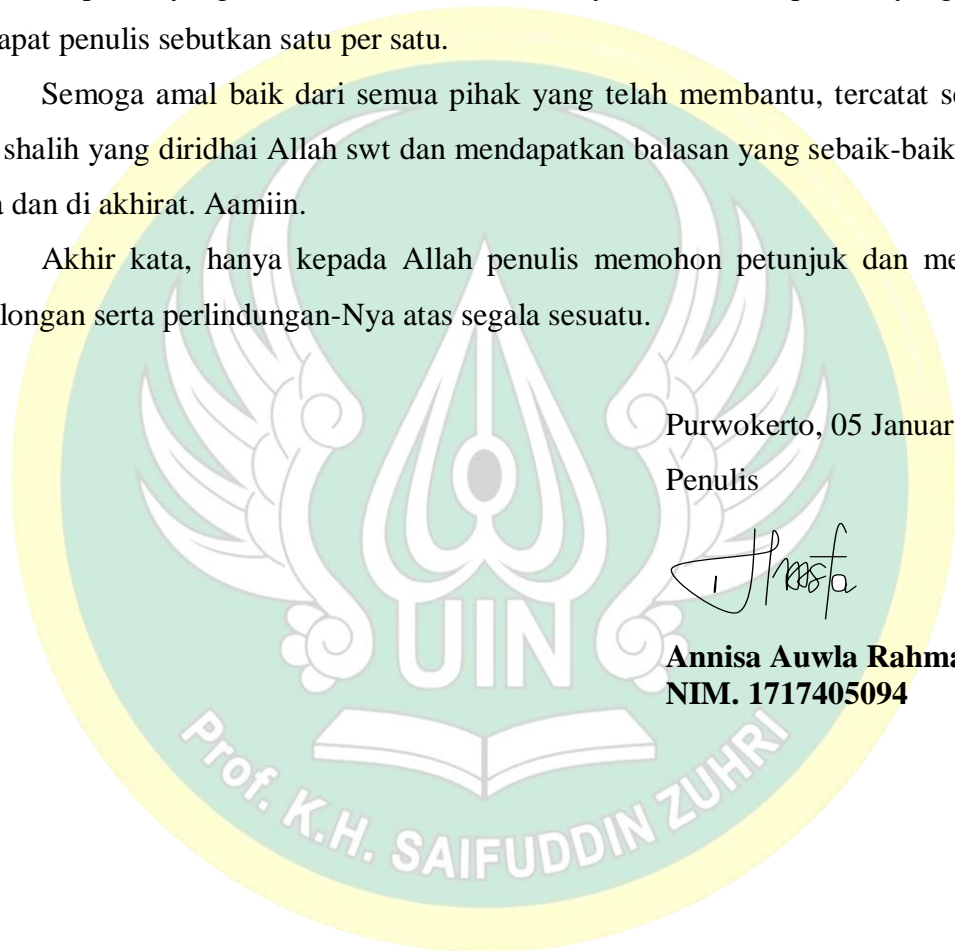 apat penulis sebutkan satu per satu.
Semoga amal baik dari semua pihak yang telah membantu, tercatat se
shalih yang diridhai Allah swt dan mendapatkan balasan yang sebaik-baik
a dan di akhirat. Aamiin.
Akhir kata, hanya kepada Allah penulis memohon petunjuk dan me
longan serta perlindungan-Nya atas segala sesuatu.
Purwokerto, 05 Januar
Penulis
Annisa Auwla Rahma
NIM. 1717405094
UIN
Prof. K.H. SAIFUDDIN ZUHRI